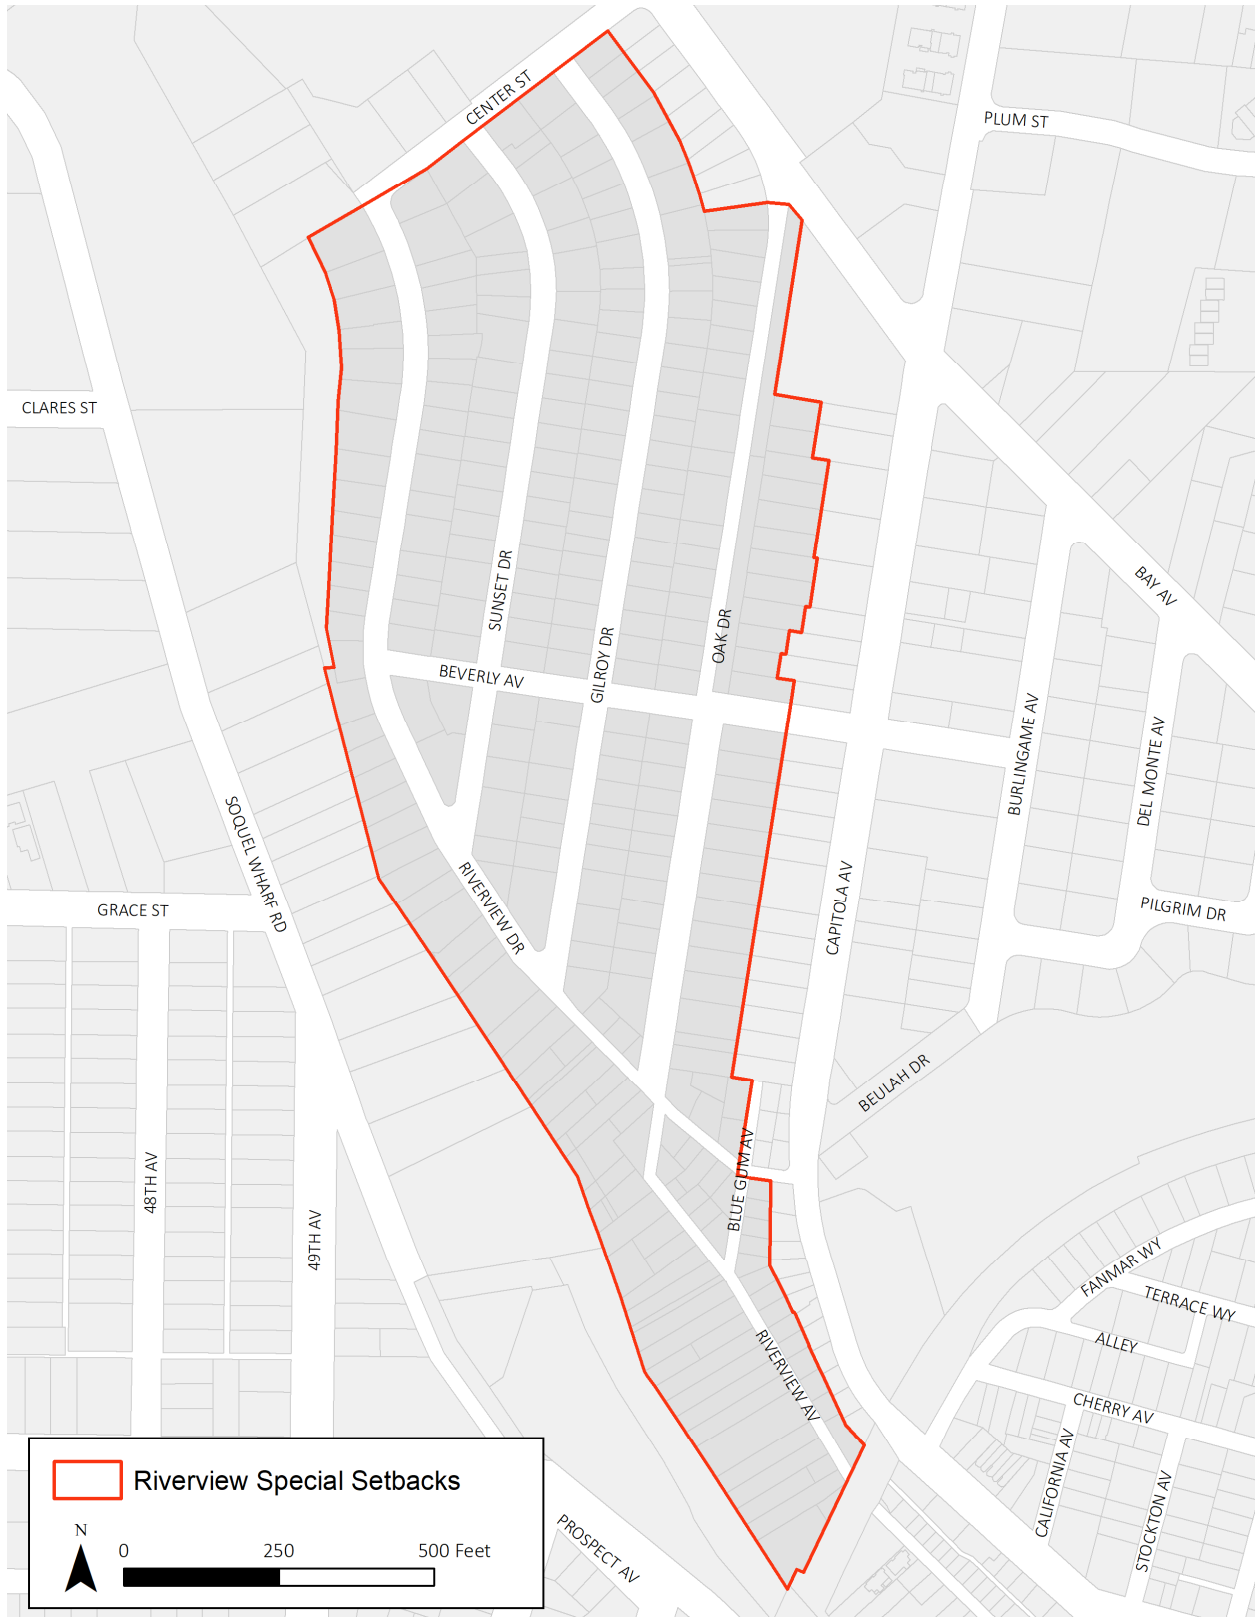 CENTER ST
PLUM ST
CLARES ST
SUNSET DR
BAY AV
GILROY DR
OAK DR
BEVERLY AV
BURLINGAME AV
DEL MONTE AV
SOQUEL WHARF RD
RIVERVIEW DR
CAPITOLA AV
GRACE ST
PILGRIM DR
BEULAH DR
48TH AV
49TH AV
BLUE GUM AV
FANMAR WY
TERRACE WY
ALLEY
RIVERVIEW AV
CHERRY AV
CALIFORNIA AV
STOCKTON AV
PROSPECT AV
Riverview Special Setbacks
N
0 250 500 Feet